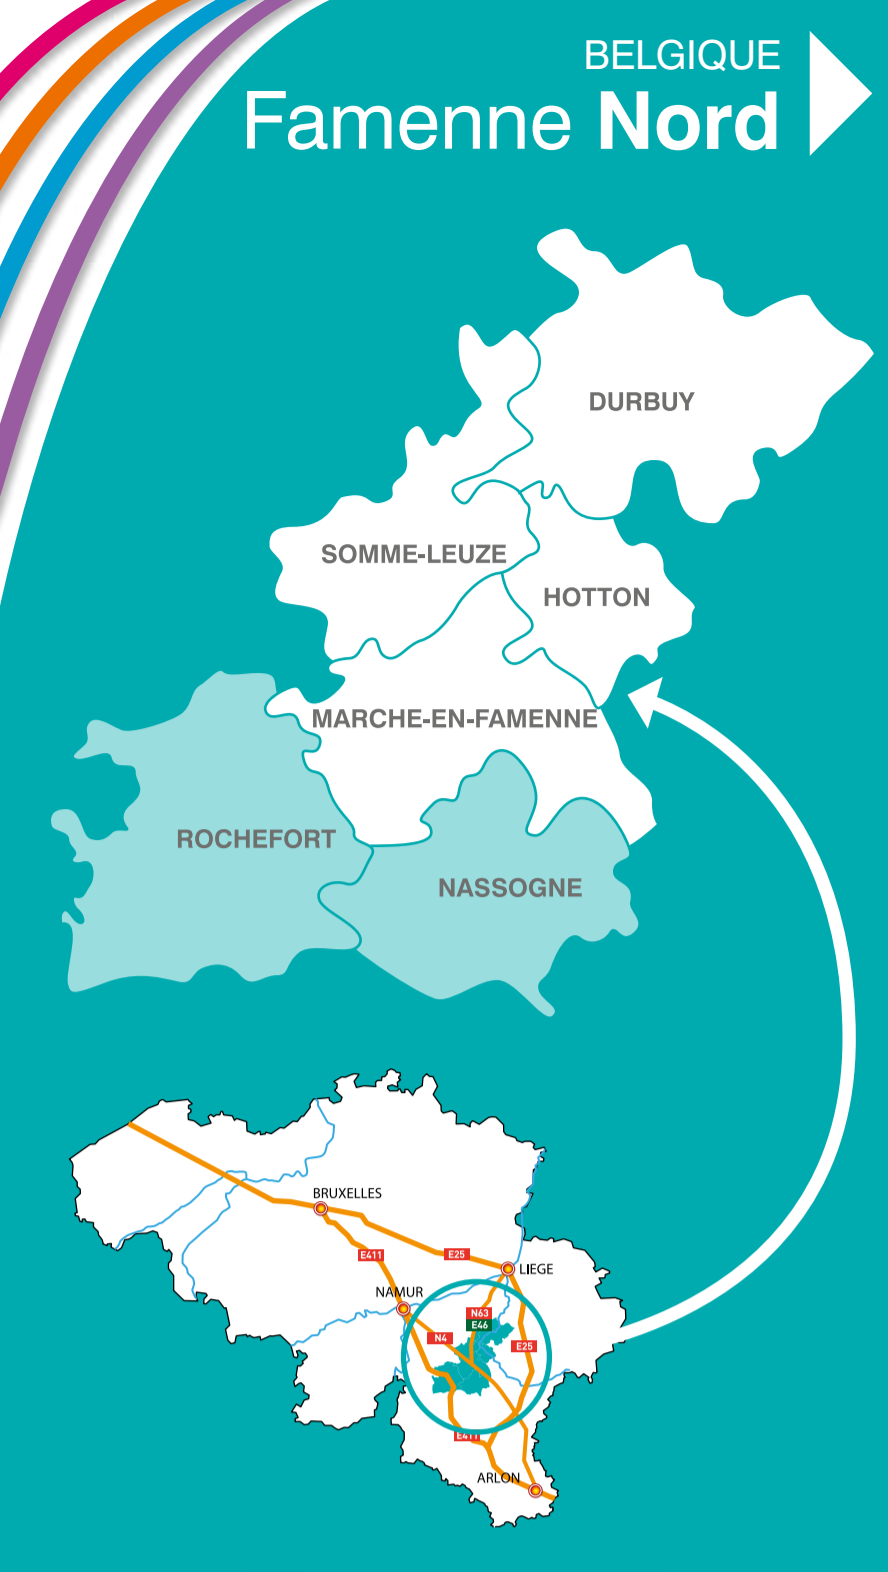 BELGIQUE
Famenne Nord
DURBUY
SOMME-LEUZE
HOTTON
MARCHE-EN-FAMENNE
ROCHEFORT
NASSOGNE
BRUXELLES
E411
E25
LIEGE
NAMUR
N63
E46
N4
E25
E411
ARLON